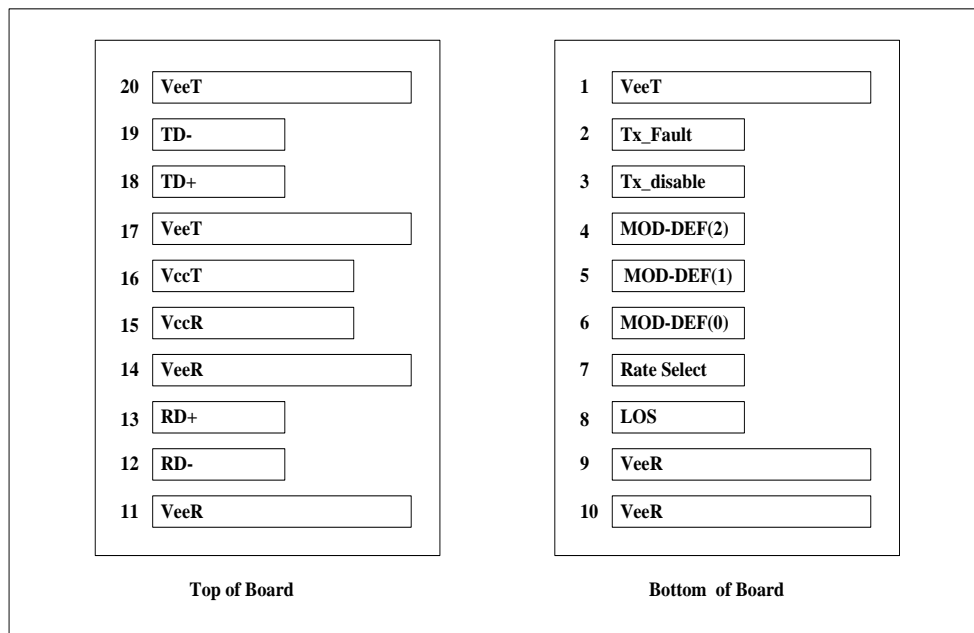 20 VeeT
19 TD-
18 TD+
17 VeeT
16 VccT
15 VccR
14 VeeR
13 RD+
12 RD-
11 VeeR
Top of Board
1 VeeT
2 Tx_Fault
3 Tx_disable
4 MOD-DEF(2)
5 MOD-DEF(1)
6 MOD-DEF(0)
7 Rate Select
8 LOS
9 VeeR
10 VeeR
Bottom of Board